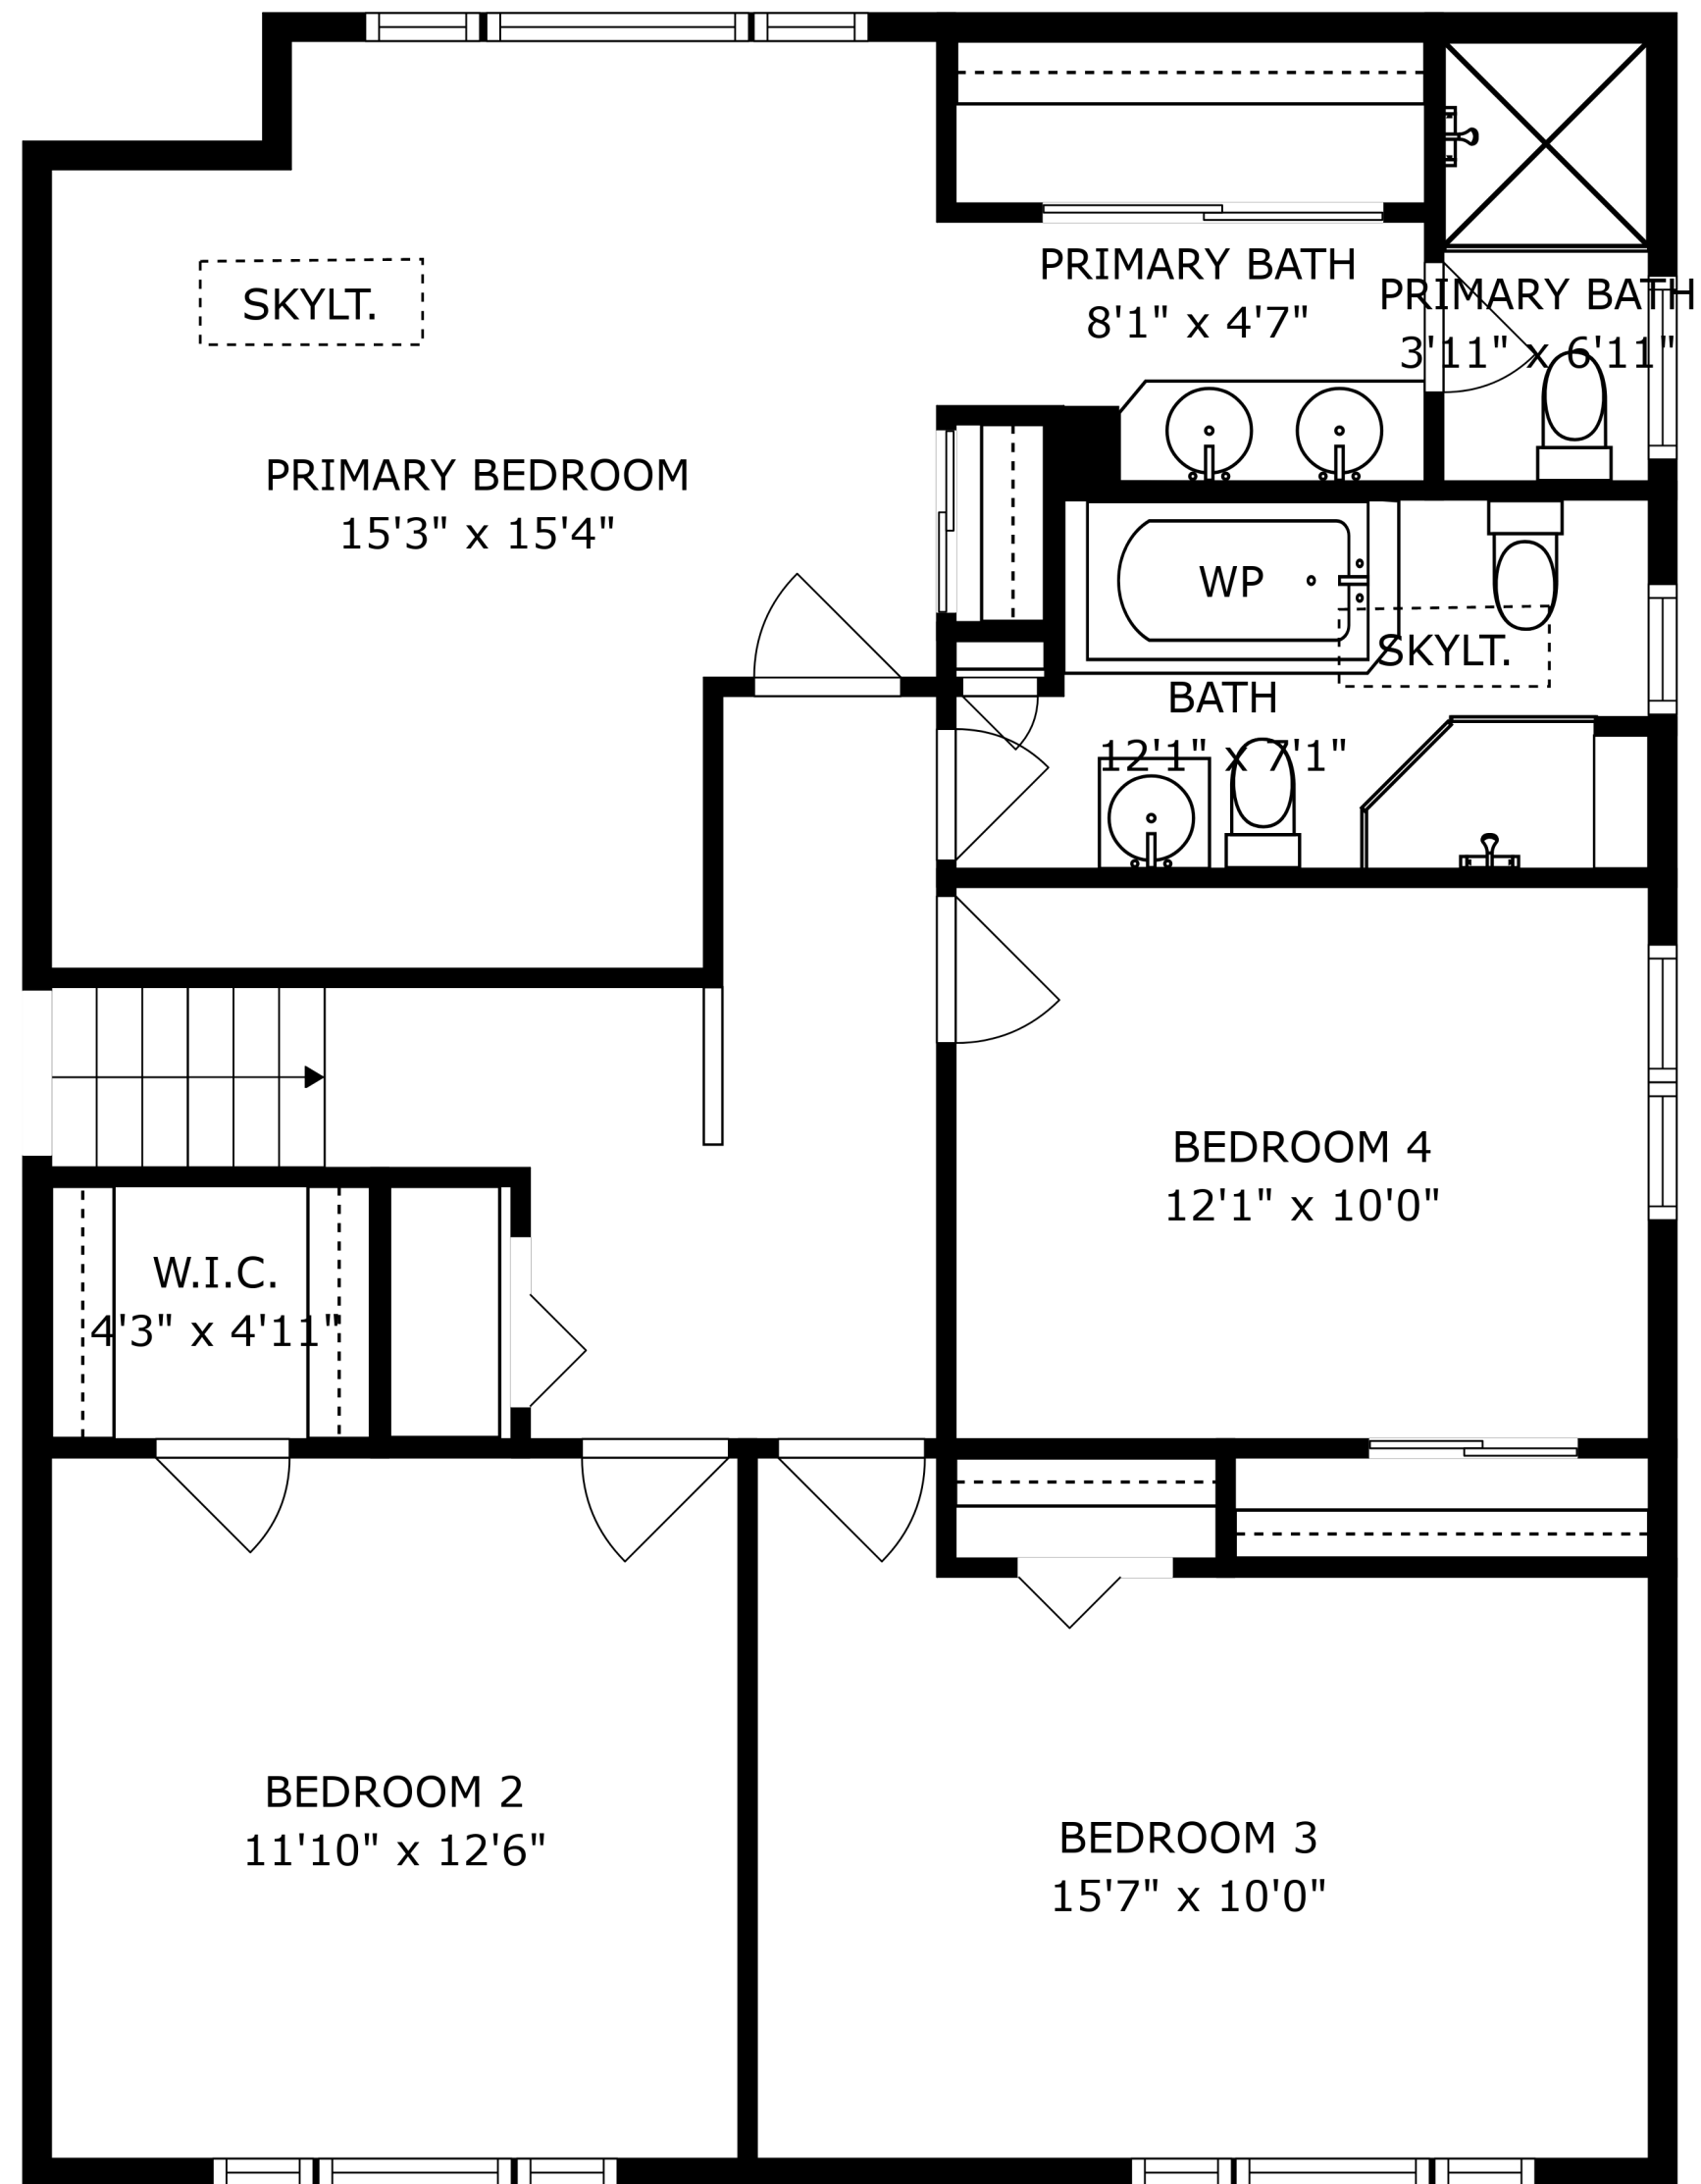 PRIMARY BATH
8'1" x 4'7"
PRIMARY BATH
3'11" x 6'11"
SKYLT.
PRIMARY BEDROOM
15'3" x 15'4"
WP
SKYLT.
BATH
12'1" x 7'1"
BEDROOM 4
12'1" x 10'0"
W.I.C.
4'3" x 4'11"
BEDROOM 2
11'10" x 12'6"
BEDROOM 3
15'7" x 10'0"